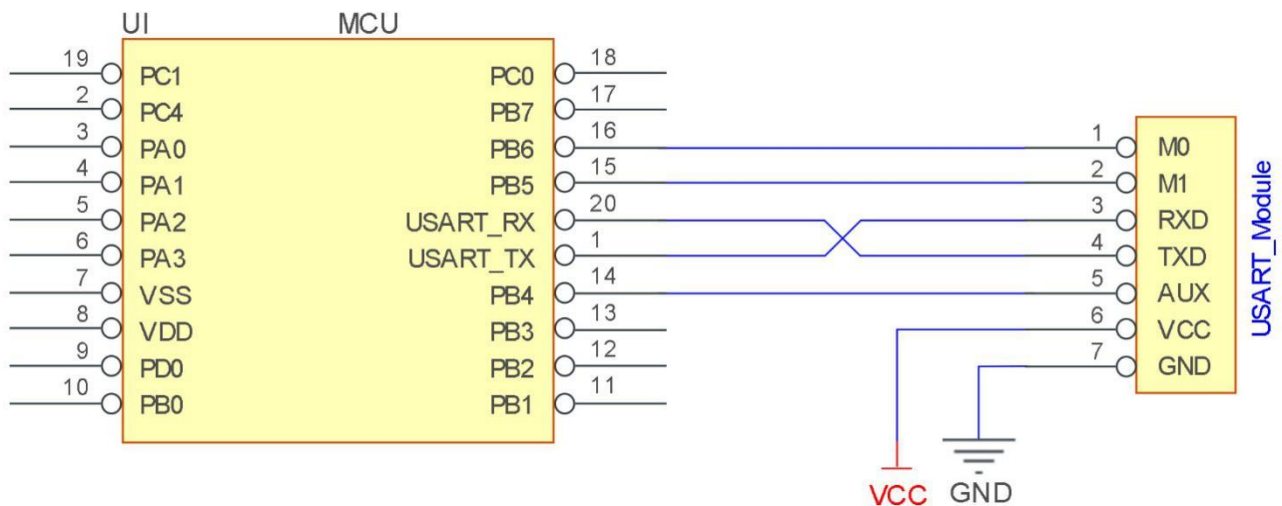 UI MCU
19 PC1 PC0 18
2 PC4 PB7 17
3 PA0 PB6 16 1 M0
4 PA1 PB5 15 2 M1
5 PA2 USART_RX 20 3 RXD
6 PA3 USART_TX 1 4 TXD
7 VSS PB4 14 5 AUX
8 VDD PB3 13 6 VCC
9 PD0 PB2 12 7 GND
10 PB0 PB1 11
USART_Module
VCC GND